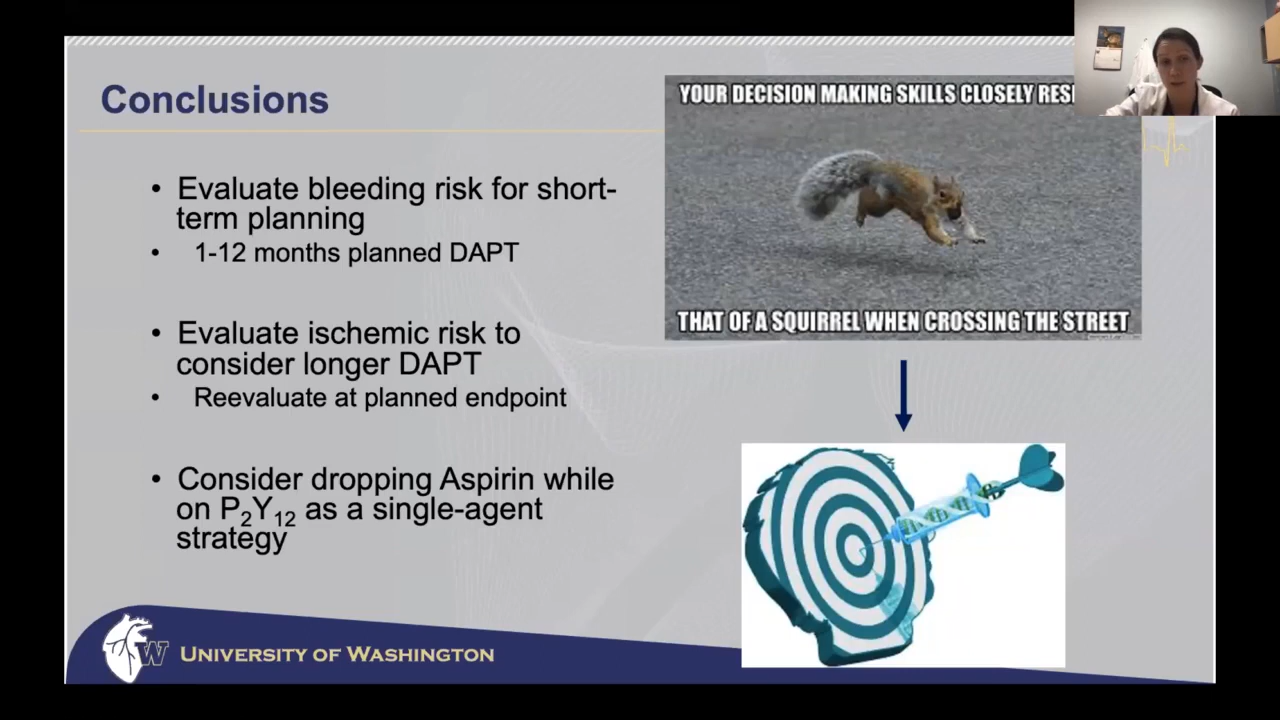 Conclusions
YOUR DECISION MAKING SKILLS CLOSELY
• Evaluate bleeding risk for short-
term planning
• 1-12 months planned DAPT
• Evaluate ischemic risk to
consider longer DAPT
• Reevaluate at planned endpoint
• Consider dropping Aspirin while
on P₂Y₁₂ as a single-agent
strategy
THAT OF A SQUIRREL WHEN CROSSING THE STREET
W UNIVERSITY OF WASHINGTON